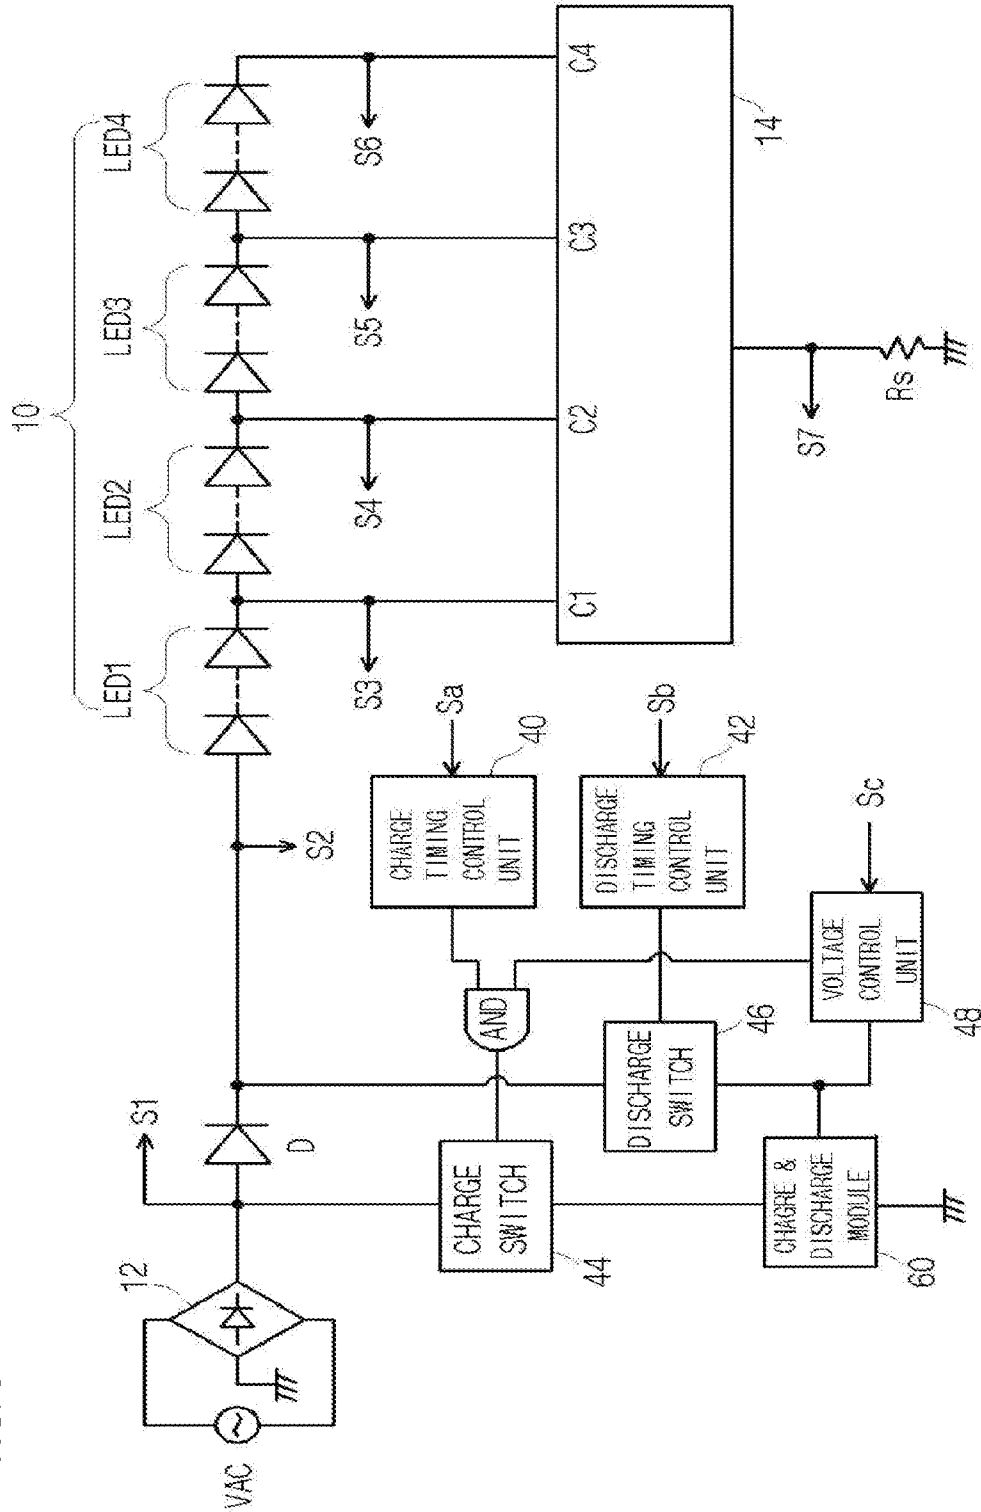 10
LED1
LED2
LED3
LED4
VAC
12
S1
D
S2
S3
S4
S5
S6
CHARGE
SWITCH
44
AND
CHARGE
TIMING
CONTROL
UNIT
40
Sa
DISCHARGE
SWITCH
46
DISCHARGE
TIMING
CONTROL
UNIT
42
Sb
CHAGRE &
DISCHARGE
MODULE
60
VOLTAGE
CONTROL
UNIT
48
Sc
C1
C2
C3
C4
14
S7
Rs